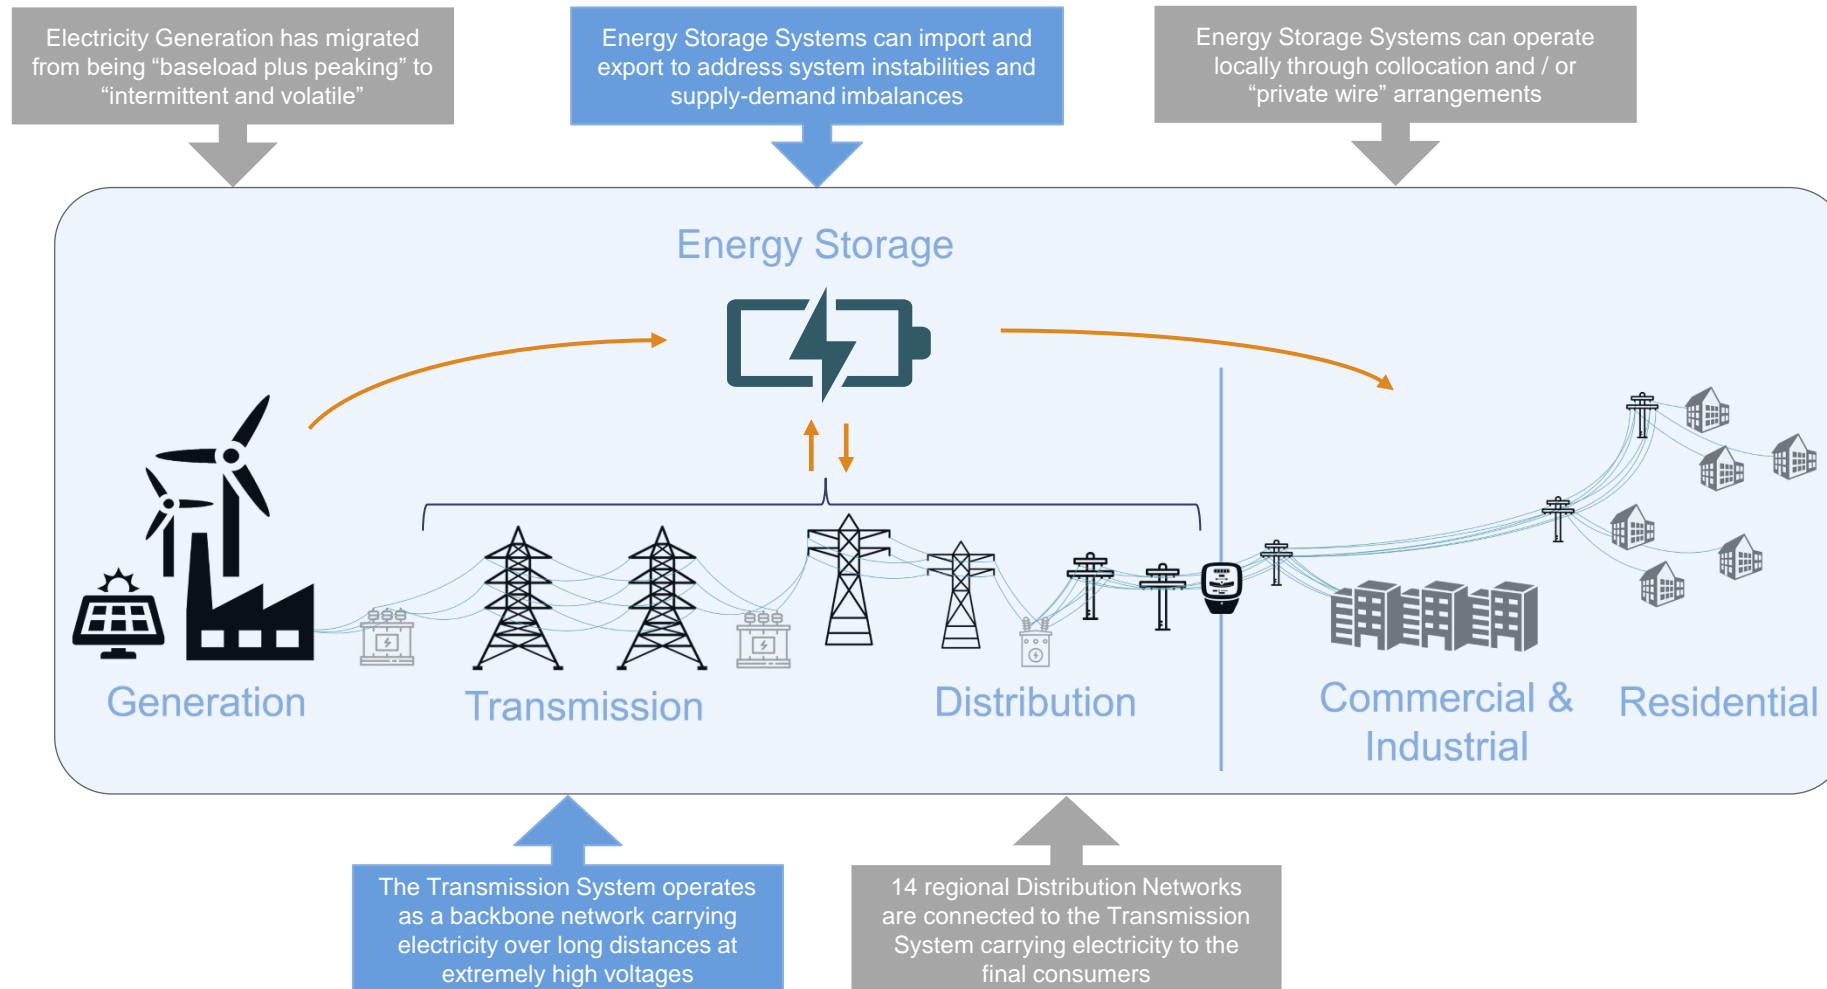 Electricity Generation has migrated
from being “baseload plus peaking” to
“intermittent and volatile”
Energy Storage Systems can import and
export to address system instabilities and
supply-demand imbalances
Energy Storage Systems can operate
locally through collocation and / or
“private wire” arrangements
Energy Storage
Generation
Transmission
Distribution
Commercial &
Industrial
Residential
The Transmission System operates
as a backbone network carrying
electricity over long distances at
extremely high voltages
14 regional Distribution Networks
are connected to the Transmission
System carrying electricity to the
final consumers